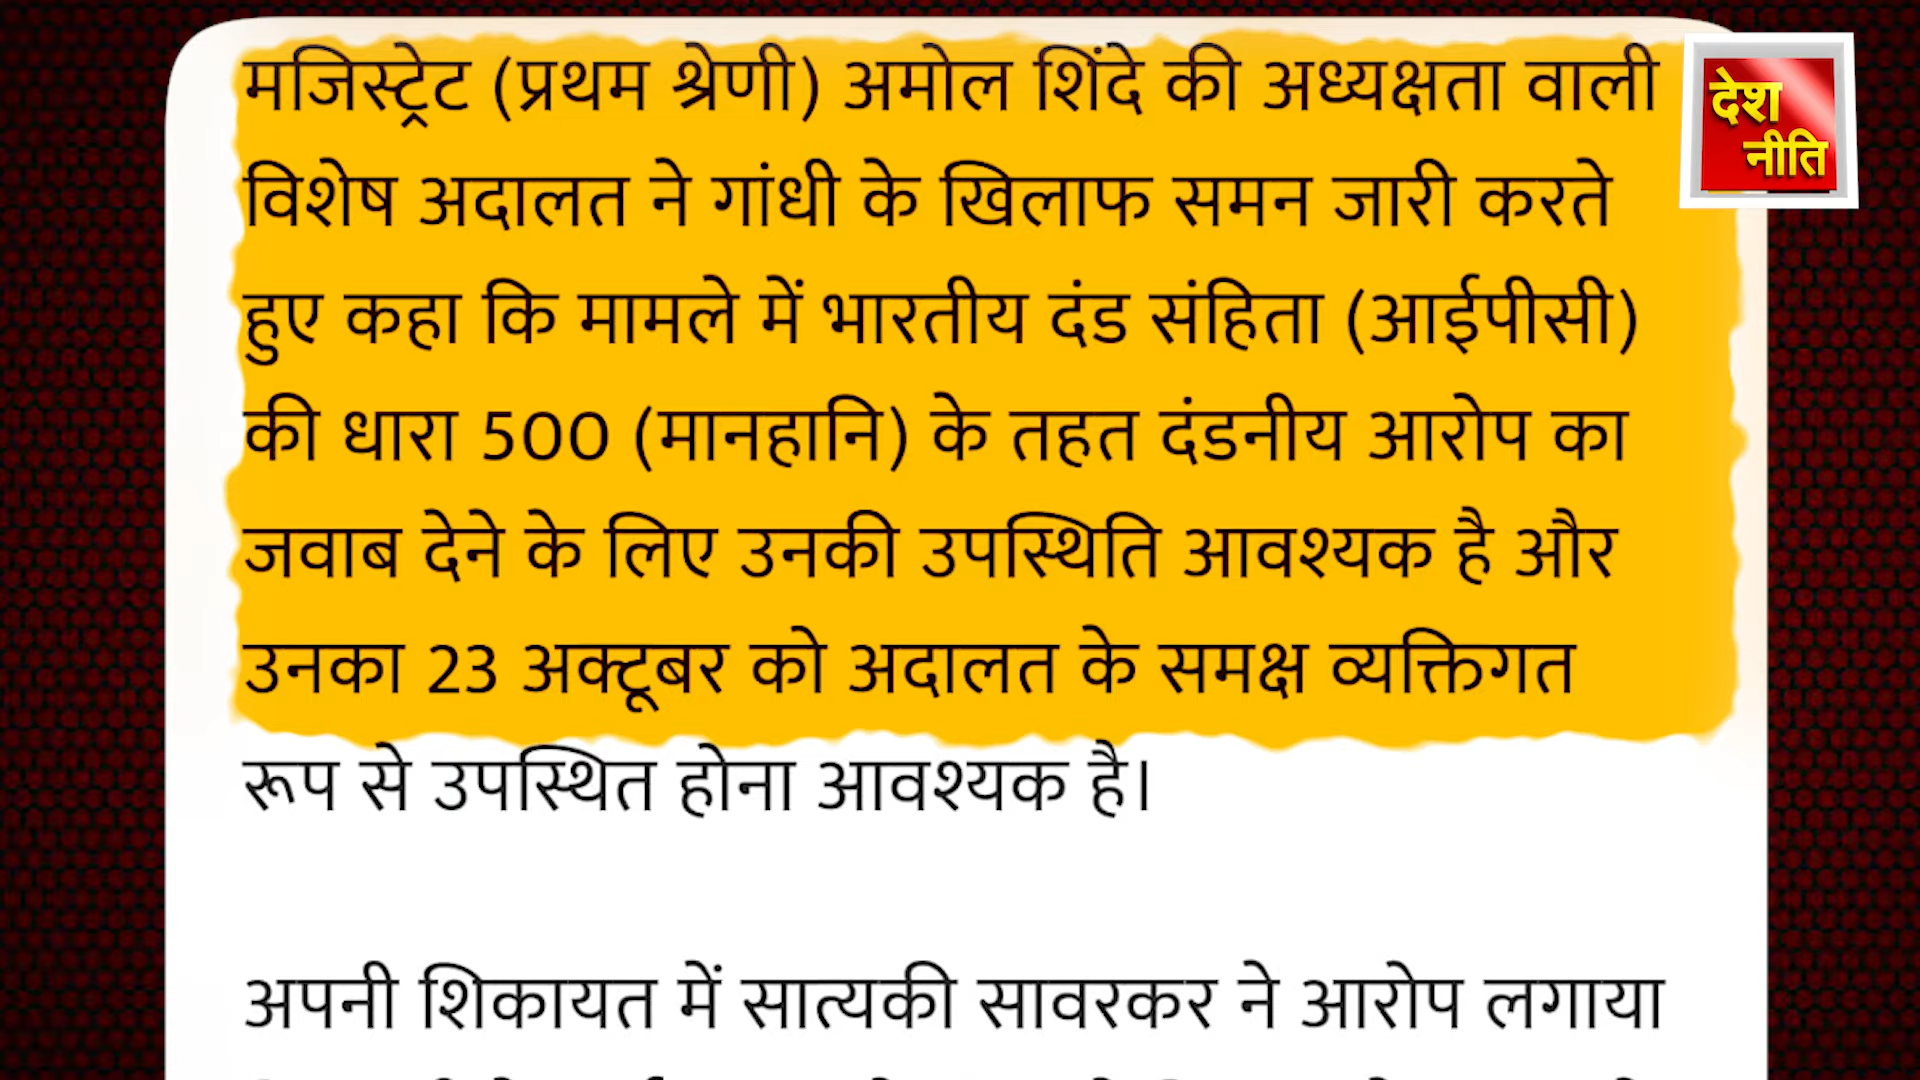 मजिस्ट्रेट (प्रथम श्रेणी) अमोल शिंदे की अध्यक्षता वाली
विशेष अदालत ने गांधी के खिलाफ समन जारी करते
हुए कहा कि मामले में भारतीय दंड संहिता (आईपीसी)
की धारा 500 (मानहानि) के तहत दंडनीय आरोप का
जवाब देने के लिए उनकी उपस्थिति आवश्यक है और
उनका 23 अक्टूबर को अदालत के समक्ष व्यक्तिगत
रूप से उपस्थित होना आवश्यक है।
अपनी शिकायत में सात्यकी सावरकर ने आरोप लगाया
देश
नीति